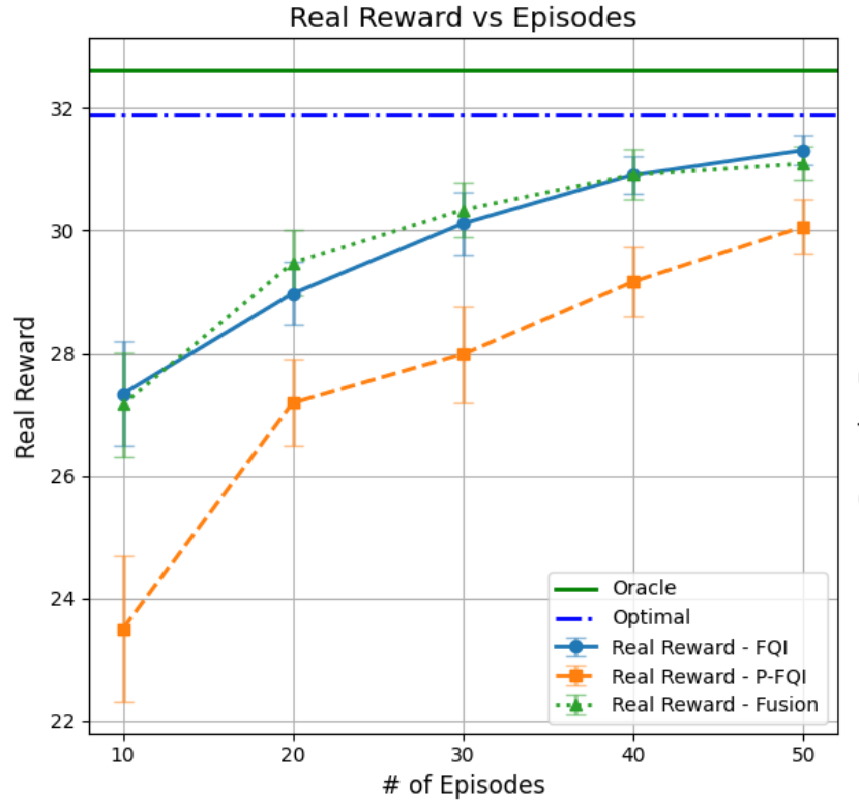 Real Reward vs Episodes
32
30
28
26
24
22
Real Reward
10
20
30
40
50
# of Episodes
Oracle
Optimal
Real Reward - FQI
Real Reward - P-FQI
Real Reward - Fusion